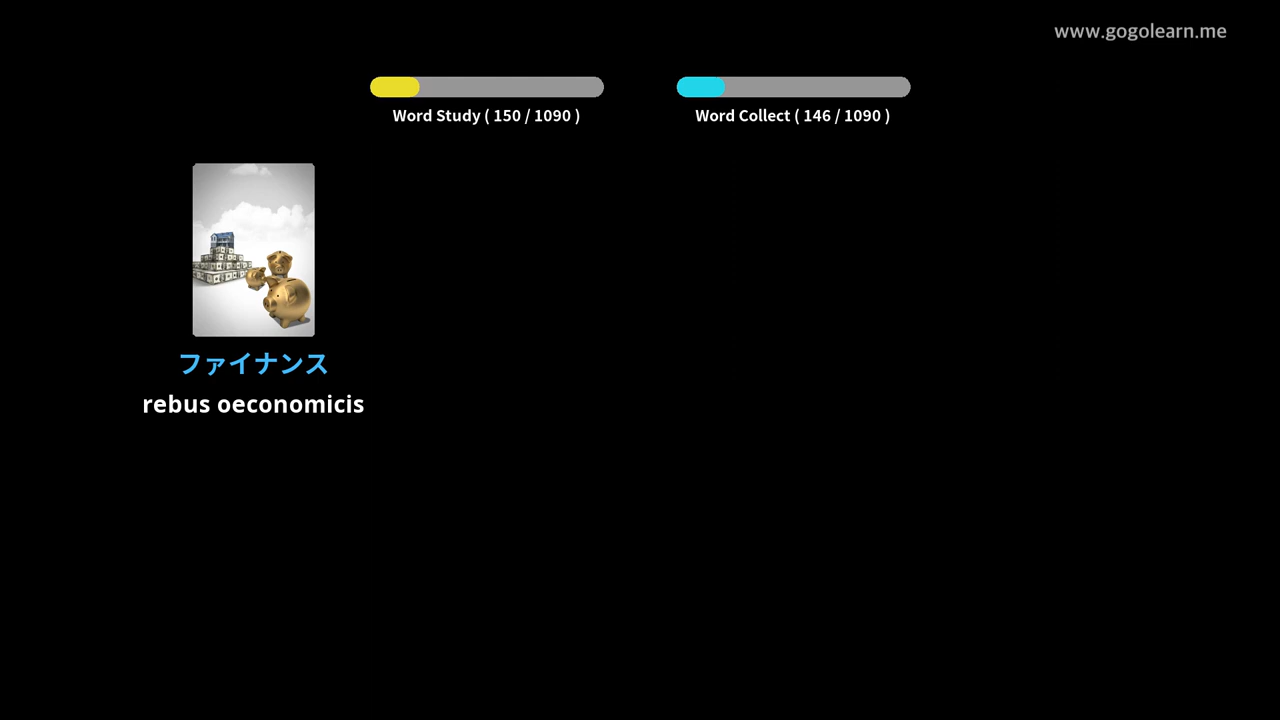 www.gogolearn.me
Word Study ( 150 / 1090 )
Word Collect ( 146 / 1090 )
ファイナンス
rebus oeconomicis